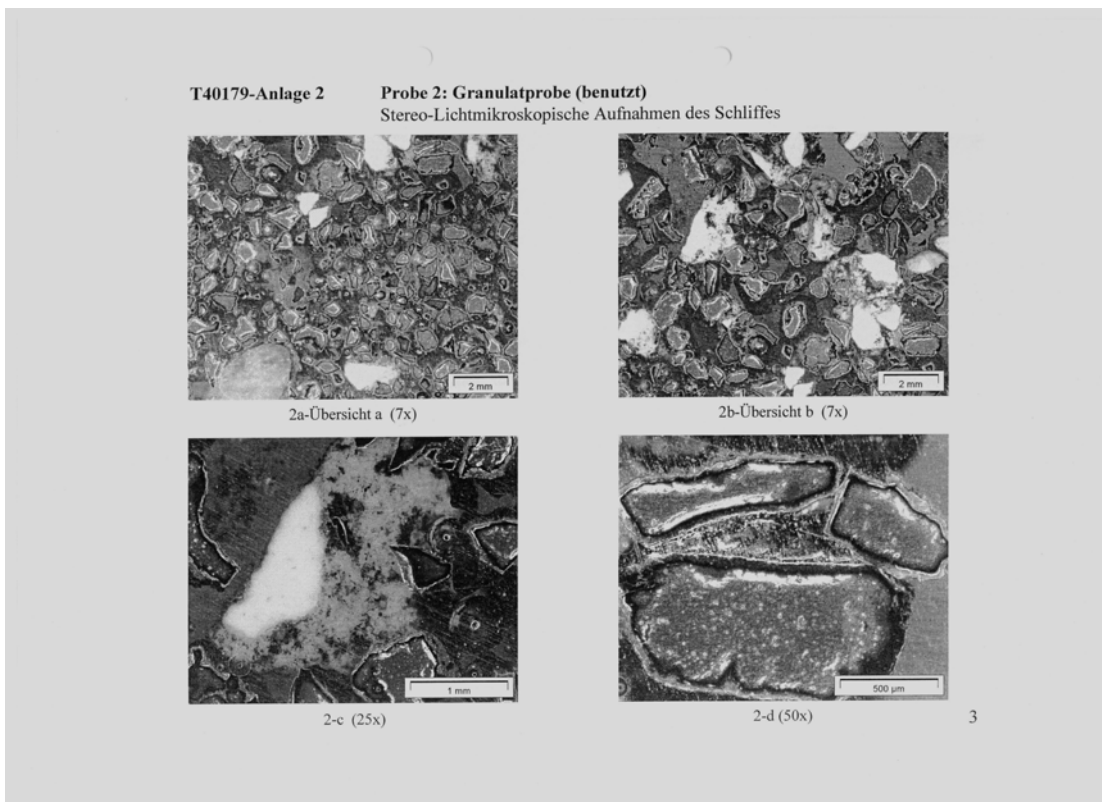 T40179-Anlage 2
Probe 2: Granulatprobe (benutzt)
Stereo-Lichtmikroskopische Aufnahmen des Schliffes
2 mm
2 mm
2a-Übersicht a (7x)
2b-Übersicht b (7x)
1 mm
500 µm
2-c (25x)
2-d (50x)
3